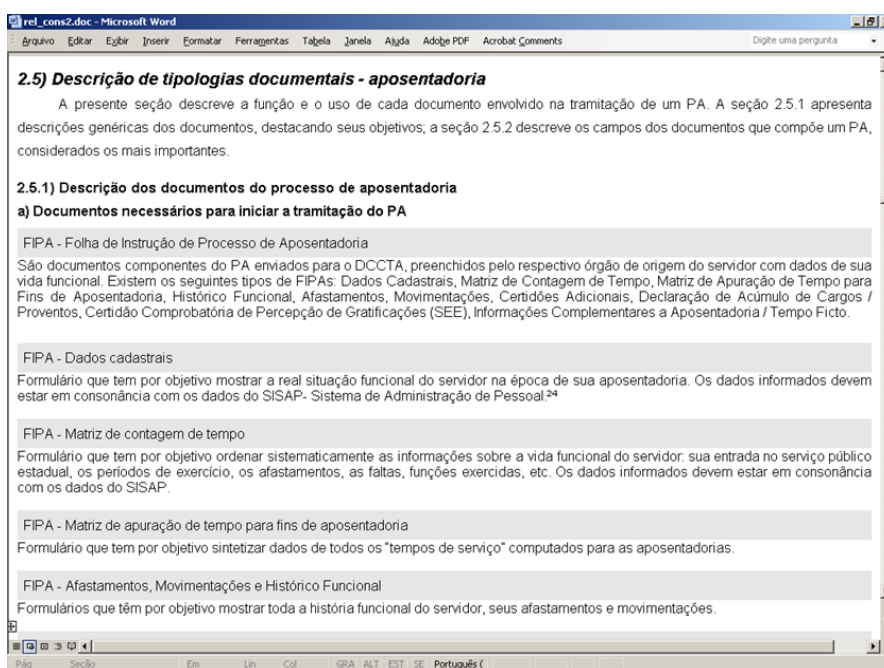 rel_cons2.doc - Microsoft Word
Arquivo Editar Exibir Inserir Formatar Ferramentas Tabela Janela Ajuda Adobe PDF Acrobat Comments Digite uma pergunta
2.5) Descrição de tipologias documentais - aposentadoria
A presente seção descreve a função e o uso de cada documento envolvido na tramitação de um PA. A seção 2.5.1 apresenta
descrições genéricas dos documentos, destacando seus objetivos; a seção 2.5.2 descreve os campos dos documentos que compõe um PA,
considerados os mais importantes.
2.5.1) Descrição dos documentos do processo de aposentadoria
a) Documentos necessários para iniciar a tramitação do PA
FIPA - Folha de Instrução de Processo de Aposentadoria
São documentos componentes do PA enviados para o DCCTA, preenchidos pelo respectivo órgão de origem do servidor com dados de sua
vida funcional. Existem os seguintes tipos de FIPAs: Dados Cadastrais, Matriz de Contagem de Tempo, Matriz de Apuração de Tempo para
Fins de Aposentadoria, Histórico Funcional, Afastamentos, Movimentações, Certidões Adicionais, Declaração de Acúmulo de Cargos /
Proventos, Certidão Comprobatória de Percepção de Gratificações (SEE), Informações Complementares a Aposentadoria / Tempo Ficto.
FIPA - Dados cadastrais
Formulário que tem por objetivo mostrar a real situação funcional do servidor na época de sua aposentadoria. Os dados informados devem
estar em consonância com os dados do SISAP- Sistema de Administração de Pessoal.²⁴
FIPA - Matriz de contagem de tempo
Formulário que tem por objetivo ordenar sistematicamente as informações sobre a vida funcional do servidor: sua entrada no serviço público
estadual, os períodos de exercício, os afastamentos, as faltas, funções exercidas, etc. Os dados informados devem estar em consonância
com os dados do SISAP.
FIPA - Matriz de apuração de tempo para fins de aposentadoria
Formulário que tem por objetivo sintetizar dados de todos os "tempos de serviço" computados para as aposentadorias.
FIPA - Afastamentos, Movimentações e Histórico Funcional
Formulários que têm por objetivo mostrar toda a história funcional do servidor, seus afastamentos e movimentações.
Pág Seção Em Lin Col GRA ALT EST SE Português (